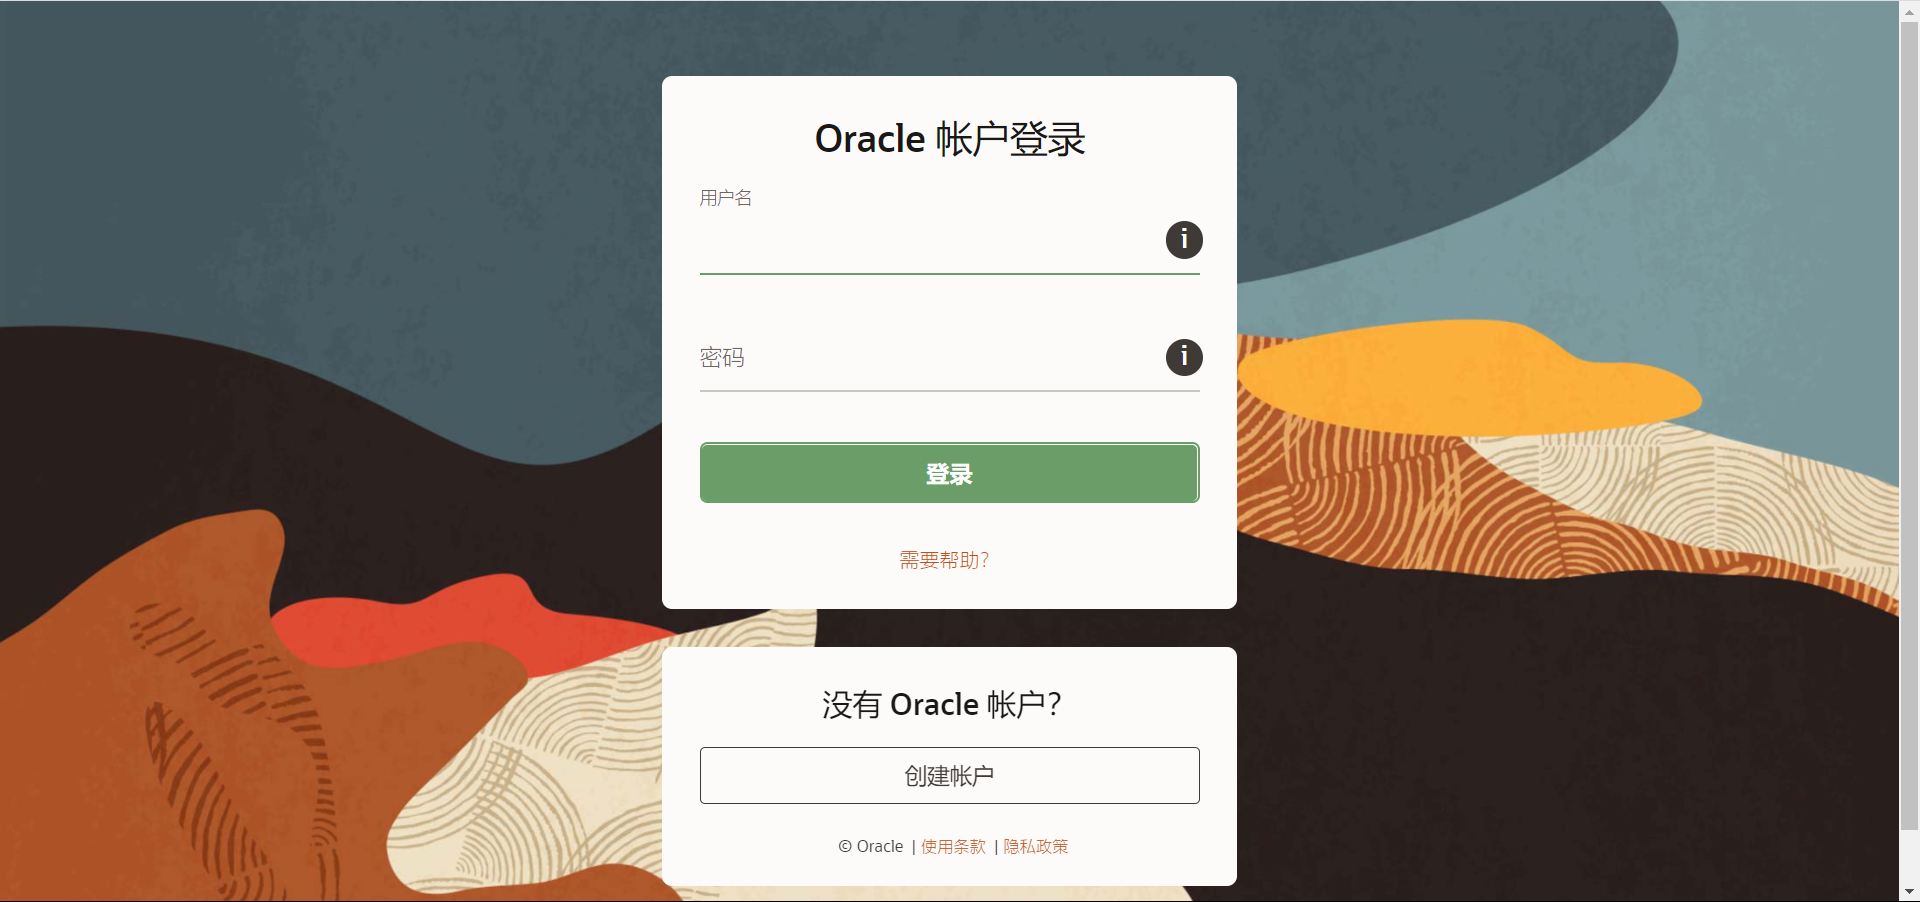 Oracle 帐户登录
用户名
i
密码
i
登录
需要帮助?
没有 Oracle 帐户?
创建帐户
© Oracle | 使用条款 | 隐私政策